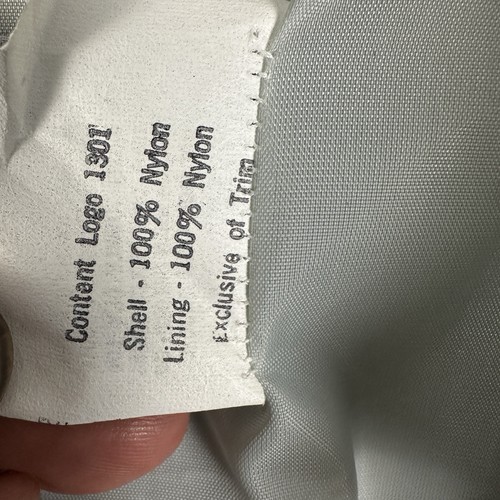 Content Logo 1301
Shell - 100% Nylon
Lining - 100% Nylon
Exclusive of Trim